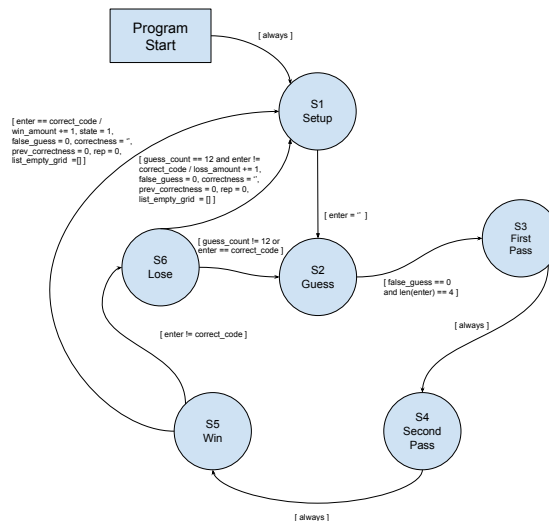 Program
Start
[ always ]
[ enter == correct_code /
win_amount += 1, state = 1,
false_guess = 0, correctness = “,
prev_correctness = 0, rep = 0,
list_empty_grid =[] ]
S1
Setup
[ guess_count == 12 and enter !=
correct_code / loss_amount += 1,
false_guess = 0, correctness = “,
prev_correctness = 0, rep = 0,
list_empty_grid = [] ]
[ enter = “ ]
S3
First
Pass
[ guess_count != 12 or
enter == correct_code ]
S6
Lose
S2
Guess
[ false_guess == 0
and len(enter) == 4 ]
[ always ]
[ enter != correct_code ]
S5
Win
S4
Second
Pass
[ always ]